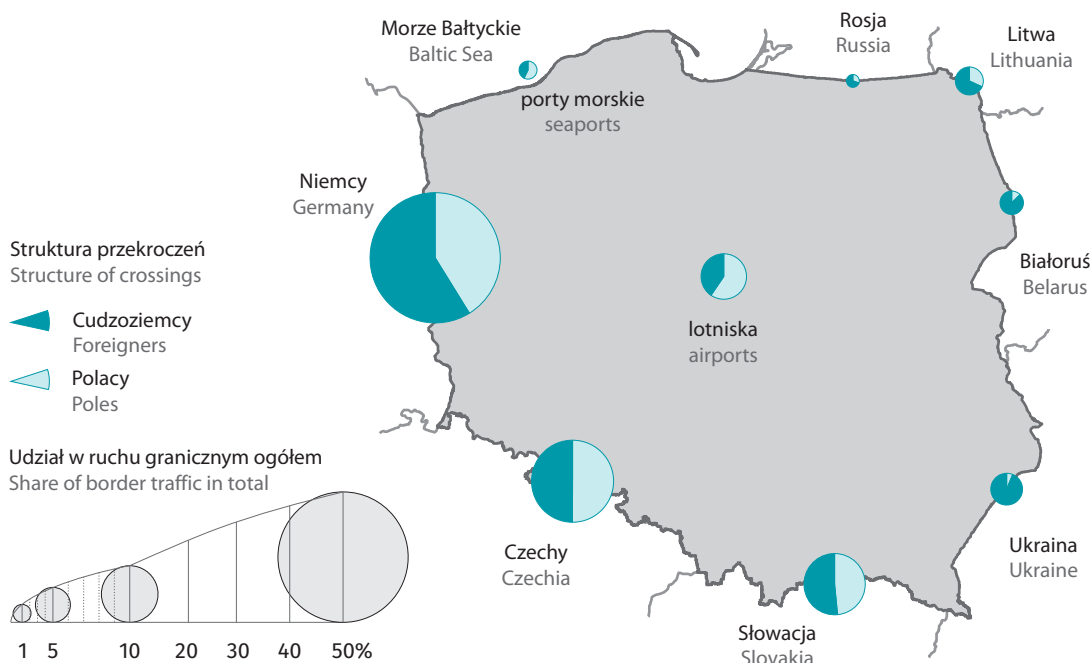 Morze Bałtyckie
Baltic Sea
porty morskie
seaports
Rosja
Russia
Litwa
Lithuania
Niemcy
Germany
Struktura przekroczeń
Structure of crossings
Cudzoziemcy
Foreigners
Polacy
Poles
Białoruś
Belarus
lotniska
airports
Udział w ruchu granicznym ogółem
Share of border traffic in total
1 5 10 20 30 40 50%
Czechy
Czechia
Ukraina
Ukraine
Słowacja
Slovakia